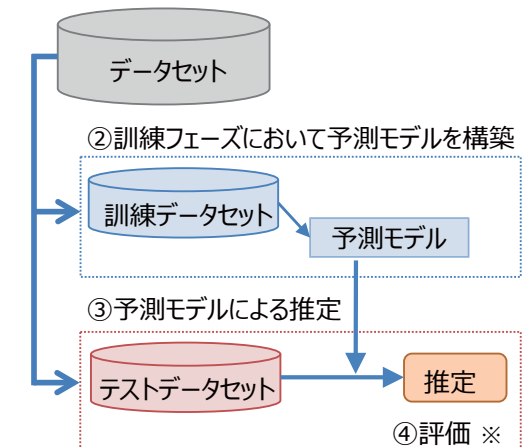 データセット
②訓練フェーズにおいて予測モデルを構築
訓練データセット
予測モデル
③予測モデルによる推定
テストデータセット
推定
④評価 ※